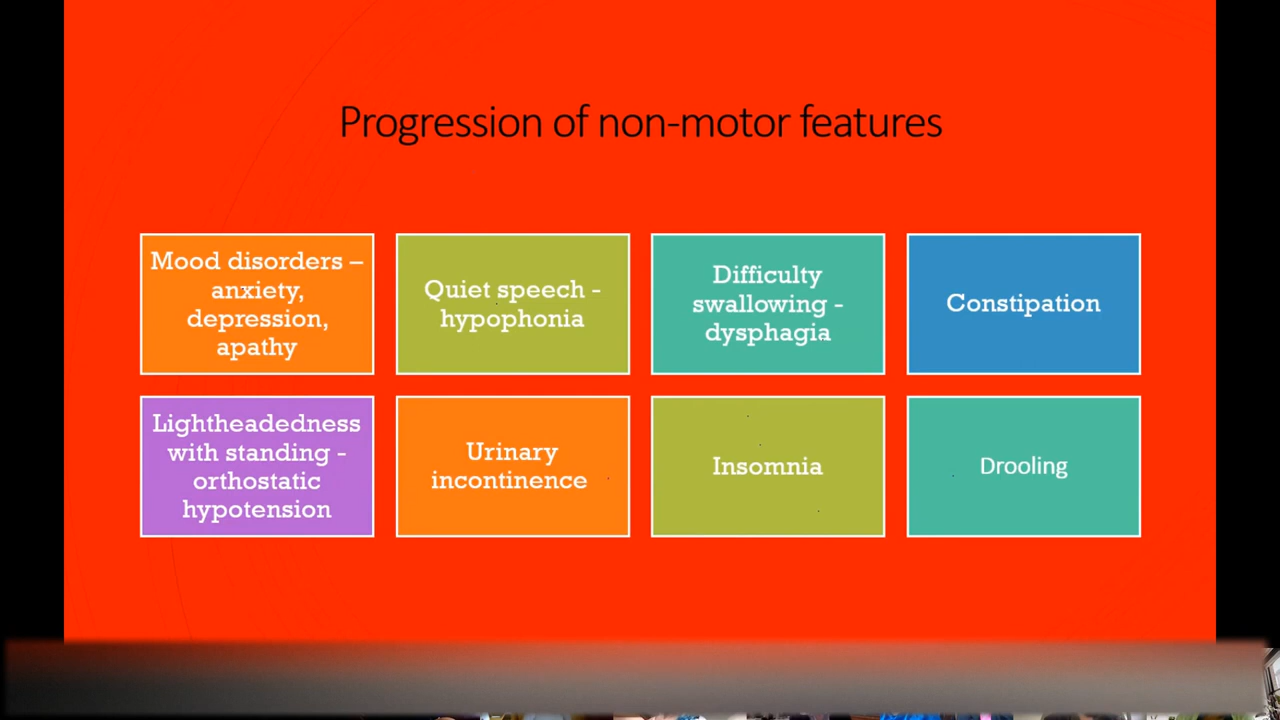 Progression of non-motor features
Mood disorders –
anxiety,
depression,
apathy
Quiet speech -
hypophonia
Difficulty
swallowing -
dysphagia
Constipation
Lightheadedness
with standing -
orthostatic
hypotension
Urinary
incontinence
Insomnia
Drooling